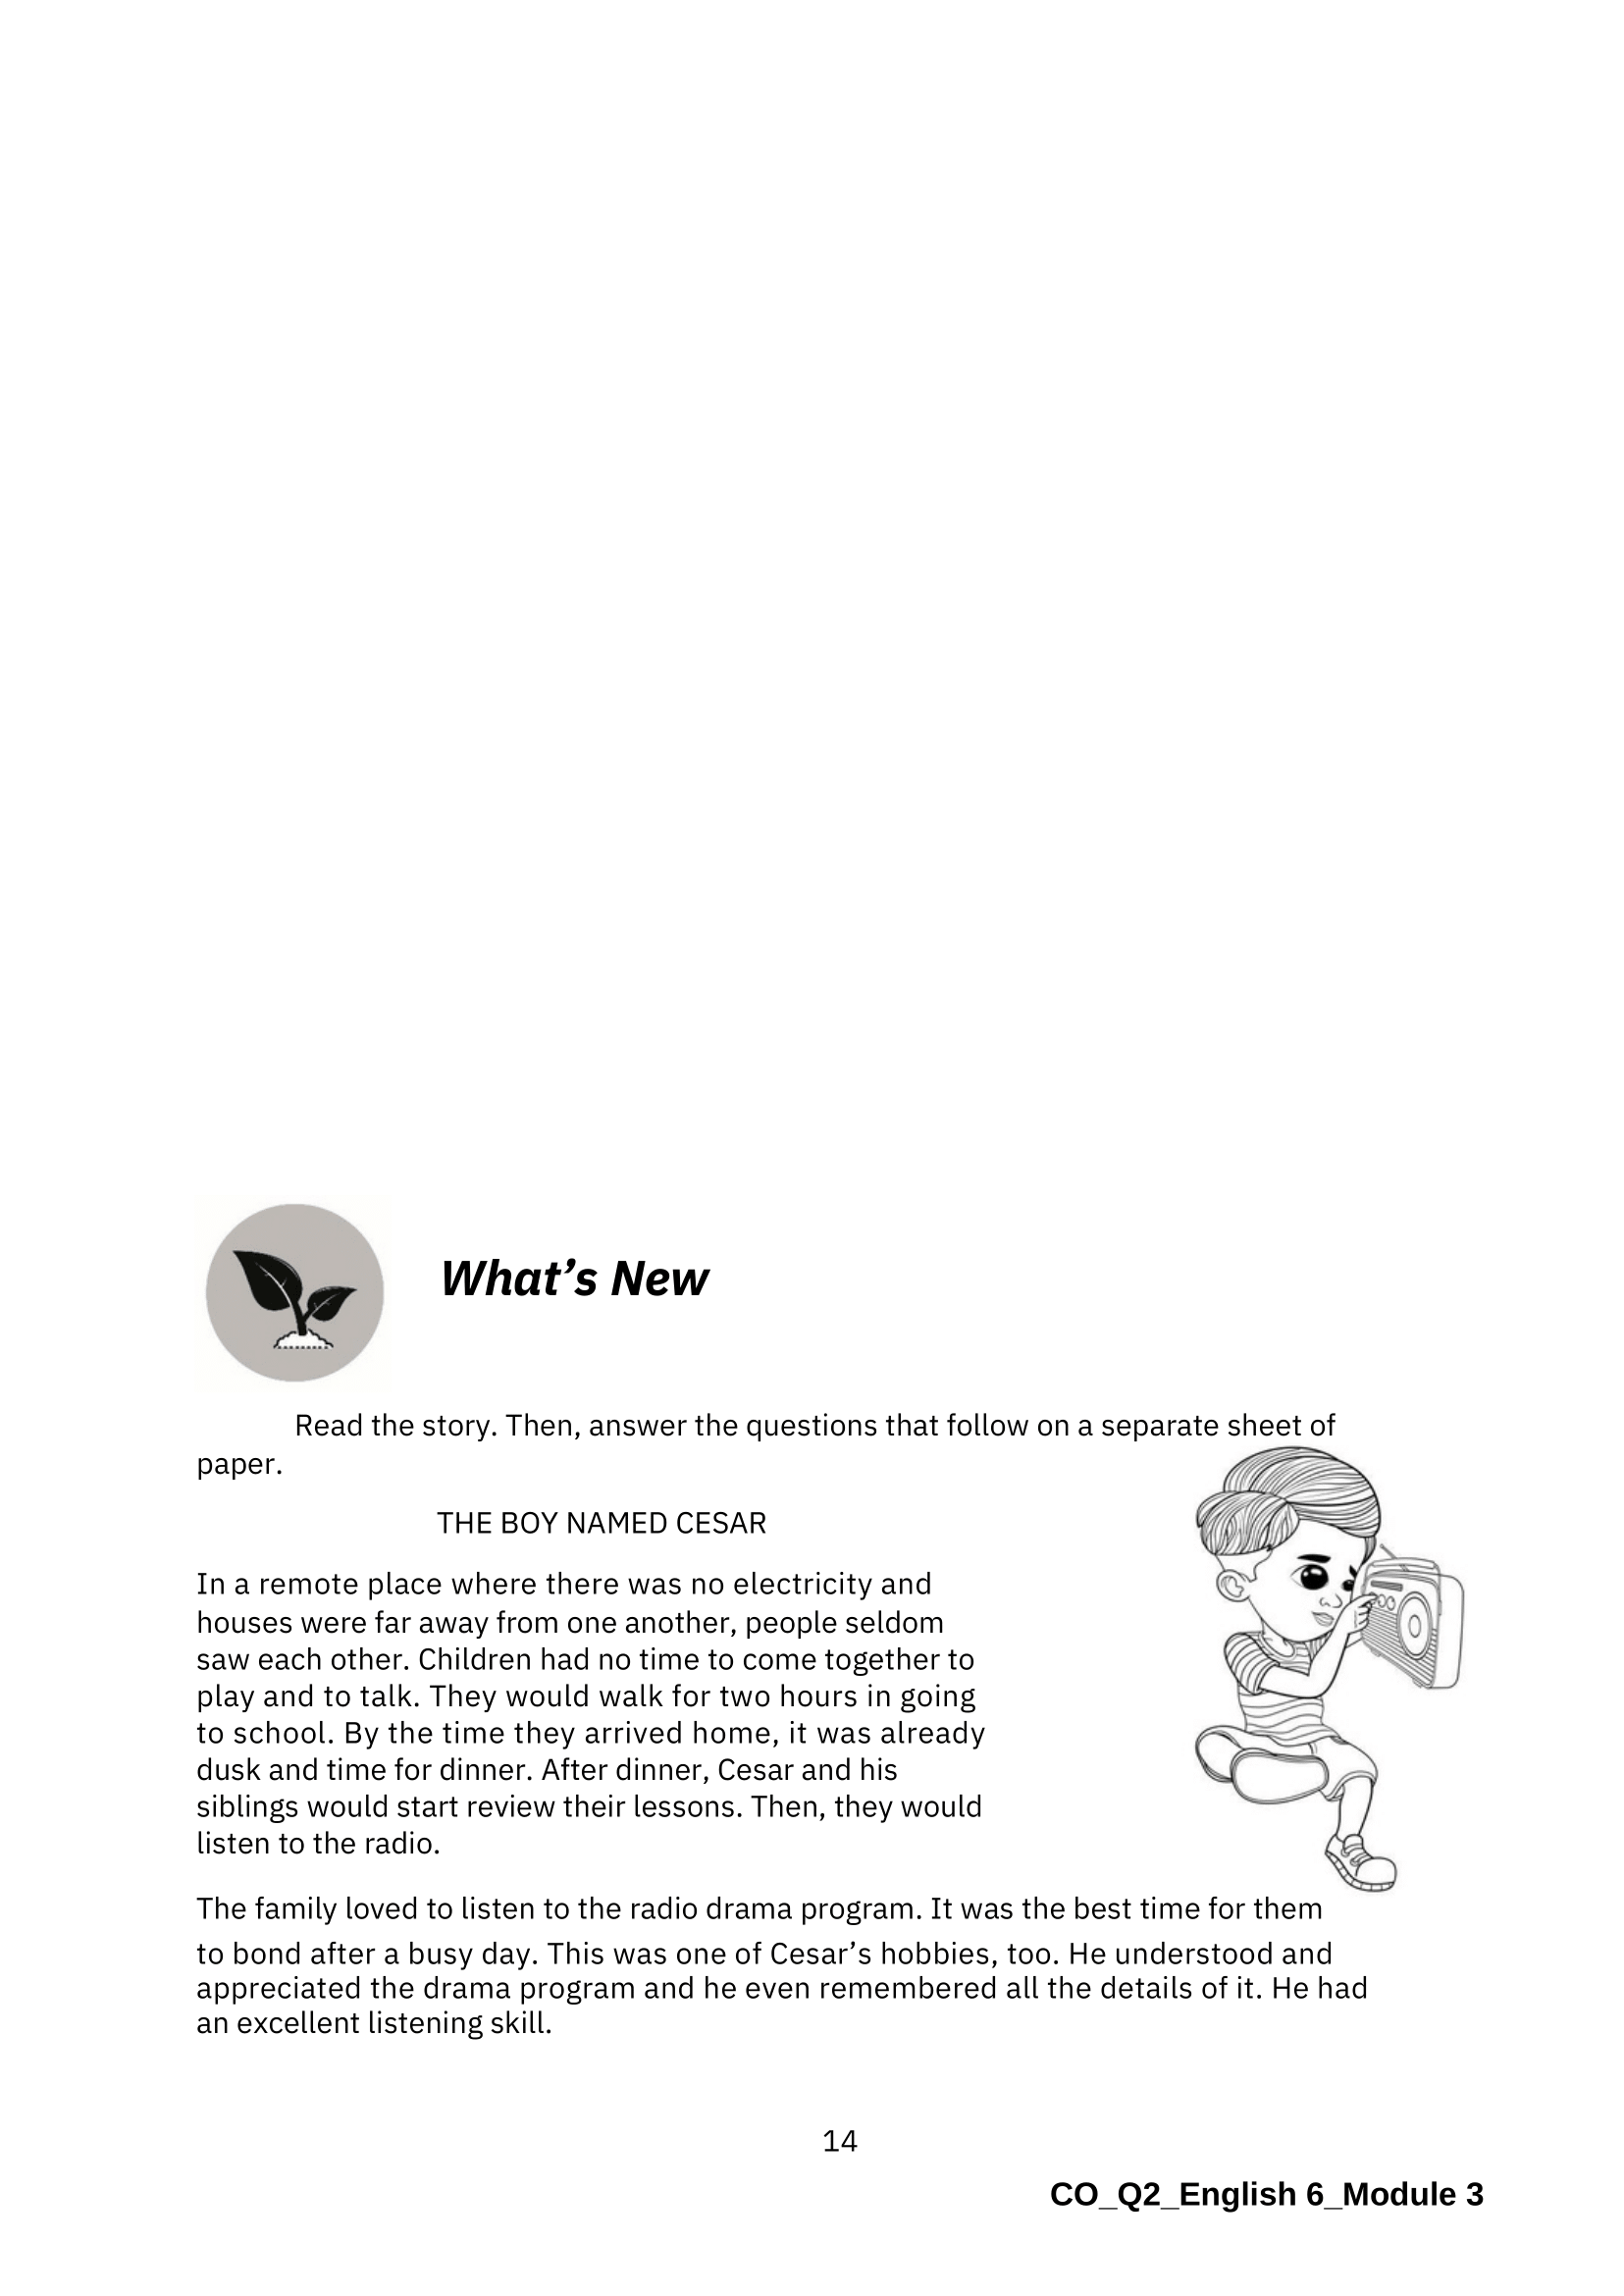 What’s New
Read the story. Then, answer the questions that follow on a separate sheet of
paper.
THE BOY NAMED CESAR
In a remote place where there was no electricity and
houses were far away from one another, people seldom
saw each other. Children had no time to come together to
play and to talk. They would walk for two hours in going
to school. By the time they arrived home, it was already
dusk and time for dinner. After dinner, Cesar and his
siblings would start review their lessons. Then, they would
listen to the radio.
The family loved to listen to the radio drama program. It was the best time for them
to bond after a busy day. This was one of Cesar’s hobbies, too. He understood and
appreciated the drama program and he even remembered all the details of it. He had
an excellent listening skill.
14
CO_Q2_English 6_Module 3